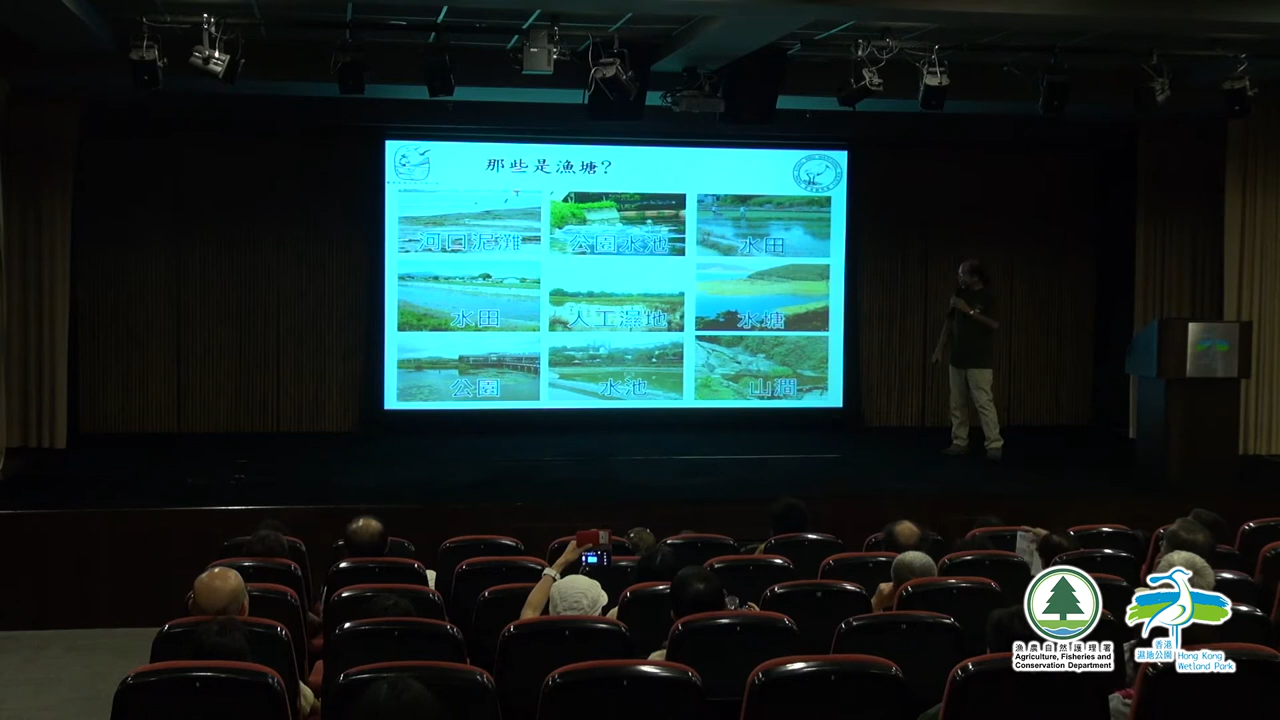 那些是漁塘?
河口泥灘
公園水池
水田
水田
人工濕地
水塘
公園
水池
山澗
漁農自然護理署
Agriculture, Fisheries and
Conservation Department
香港
濕地公園
Hong Kong
Wetland Park